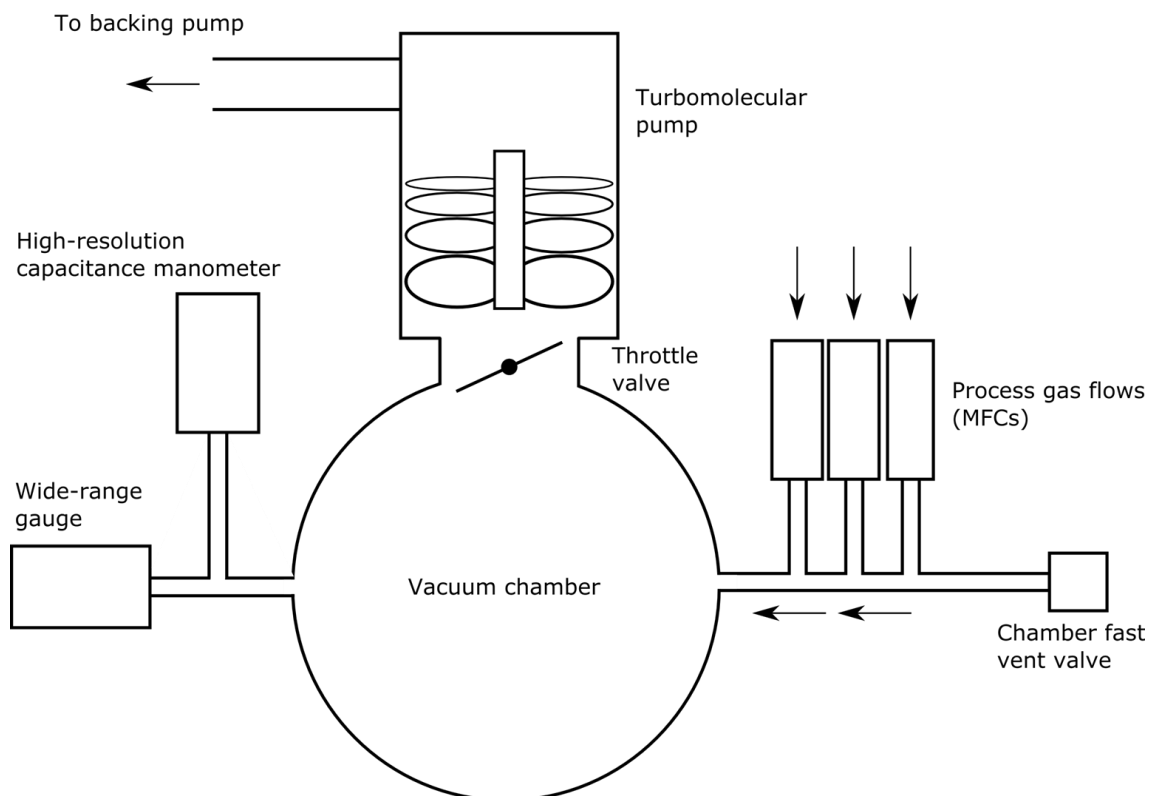 To backing pump
Turbomolecular
pump
High-resolution
capacitance manometer
Throttle
valve
Process gas flows
(MFCs)
Wide-range
gauge
Vacuum chamber
Chamber fast
vent valve